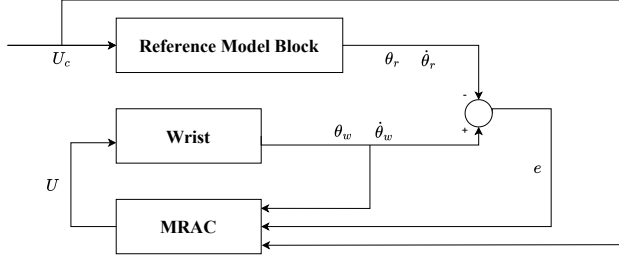 Reference Model Block
U_c
θ_r θ̇_r
-
+
Wrist
θ_w θ̇_w
U
e
MRAC